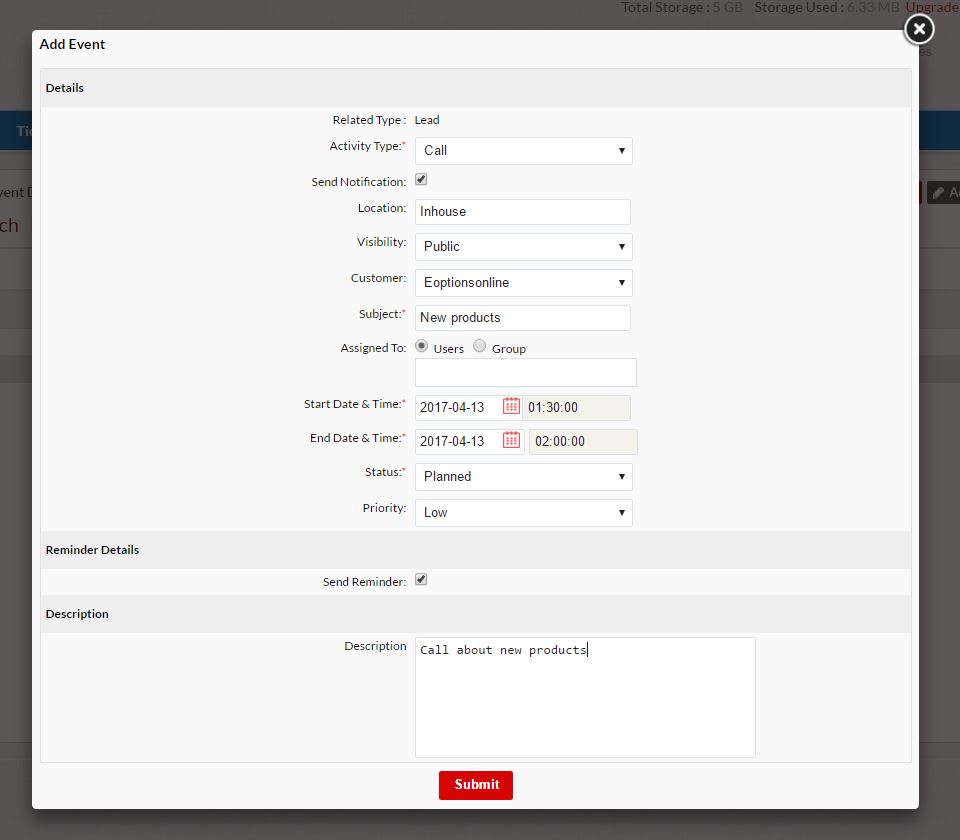 Total Storage : 5 GB Storage Used : 6.33 MB Upgrade
Add Event
Details
Related Type : Lead
Activity Type:* Call
Send Notification:
Location: Inhouse
Visibility: Public
Customer: Eoptionsonline
Subject:* New products
Assigned To: Users Group
Start Date & Time:* 2017-04-13 01:30:00
End Date & Time:* 2017-04-13 02:00:00
Status:* Planned
Priority: Low
Reminder Details
Send Reminder:
Description
Description Call about new products
Submit